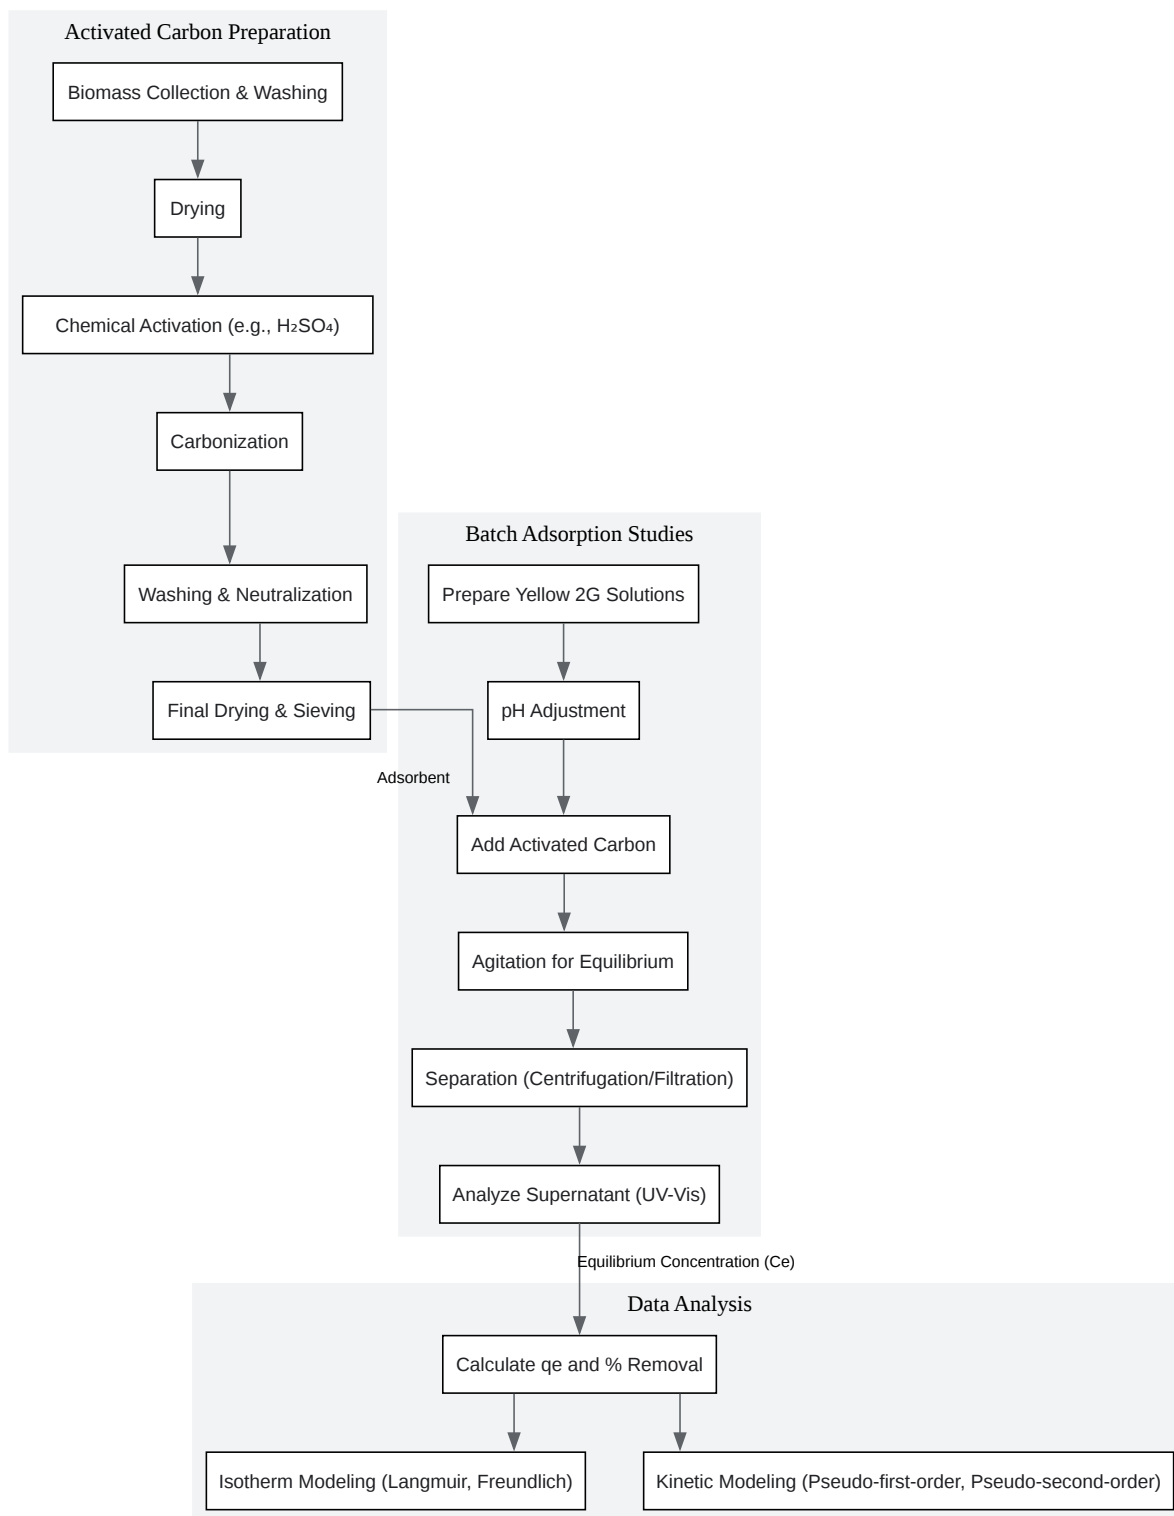 Activated Carbon Preparation
Biomass Collection & Washing
Drying
Chemical Activation (e.g., H₂SO₄)
Carbonization
Washing & Neutralization
Final Drying & Sieving
Adsorbent
Batch Adsorption Studies
Prepare Yellow 2G Solutions
pH Adjustment
Add Activated Carbon
Agitation for Equilibrium
Separation (Centrifugation/Filtration)
Analyze Supernatant (UV-Vis)
Equilibrium Concentration (Ce)
Data Analysis
Calculate qe and % Removal
Isotherm Modeling (Langmuir, Freundlich)
Kinetic Modeling (Pseudo-first-order, Pseudo-second-order)